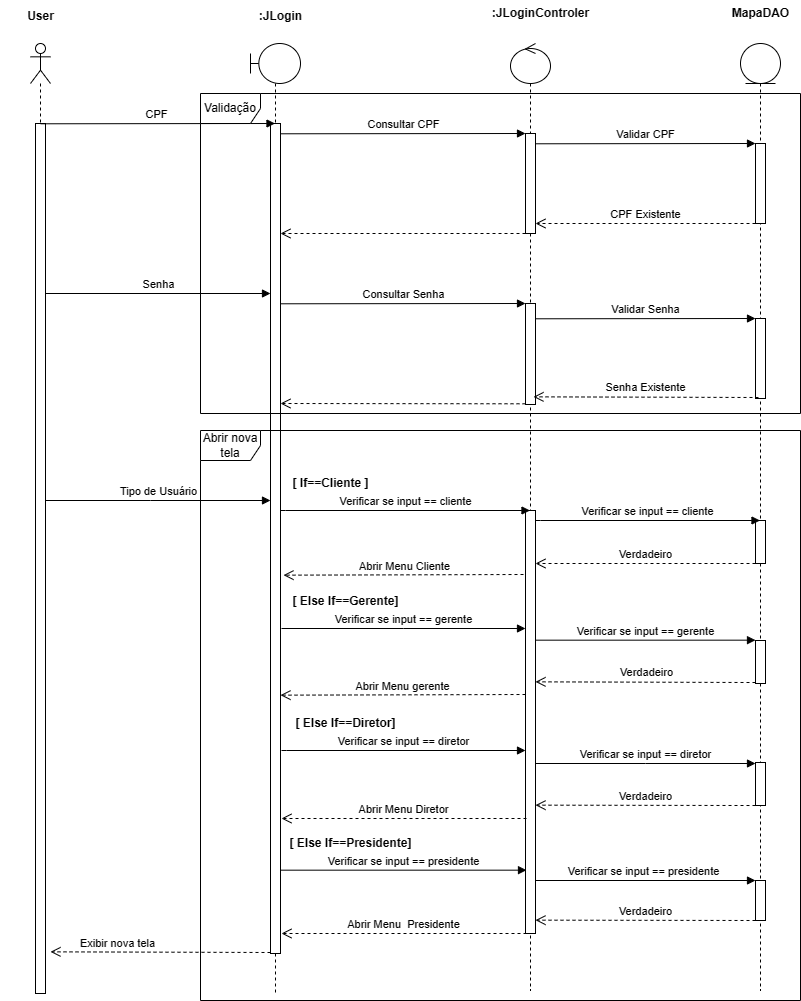 User
:JLogin
:JLoginControler
MapaDAO
Validação
CPF
Consultar CPF
Validar CPF
CPF Existente
Senha
Consultar Senha
Validar Senha
Senha Existente
Abrir nova
tela
[ If==Cliente ]
Tipo de Usuário
Verificar se input == cliente
Verificar se input == cliente
Verdadeiro
Abrir Menu Cliente
[ Else If==Gerente]
Verificar se input == gerente
Verificar se input == gerente
Verdadeiro
Abrir Menu gerente
[ Else If==Diretor]
Verificar se input == diretor
Verificar se input == diretor
Verdadeiro
Abrir Menu Diretor
[ Else If==Presidente]
Verificar se input == presidente
Verificar se input == presidente
Verdadeiro
Abrir Menu  Presidente
Exibir nova tela